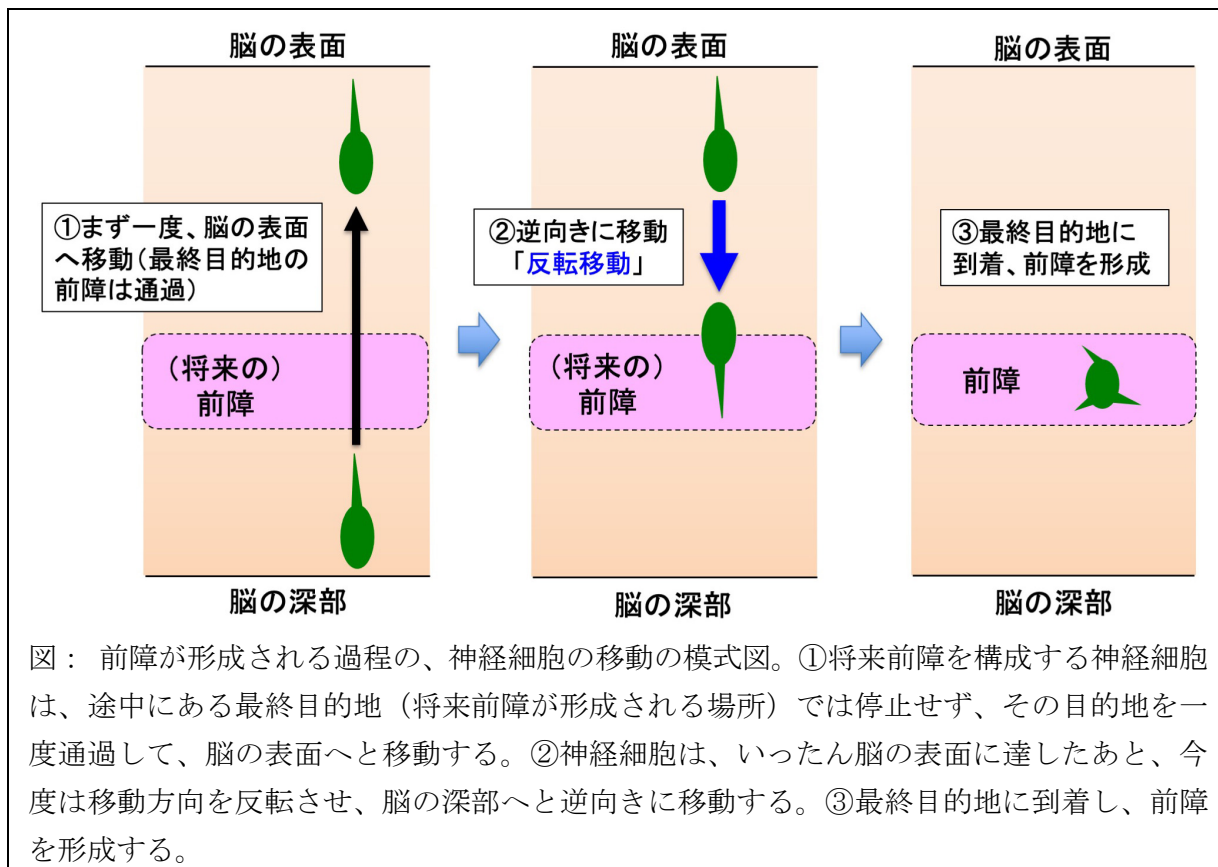 脳の表面
①まず一度、脳の表面
へ移動(最終目的地の
前障は通過)
(将来の)
前障
脳の深部
脳の表面
②逆向きに移動
「反転移動」
(将来の)
前障
脳の深部
脳の表面
③最終目的地に
到着、前障を形成
前障
脳の深部
図： 前障が形成される過程の、神経細胞の移動の模式図。①将来前障を構成する神経細胞
は、途中にある最終目的地（将来前障が形成される場所）では停止せず、その目的地を一
度通過して、脳の表面へと移動する。②神経細胞は、いったん脳の表面に達したあと、今
度は移動方向を反転させ、脳の深部へと逆向きに移動する。③最終目的地に到着し、前障
を形成する。